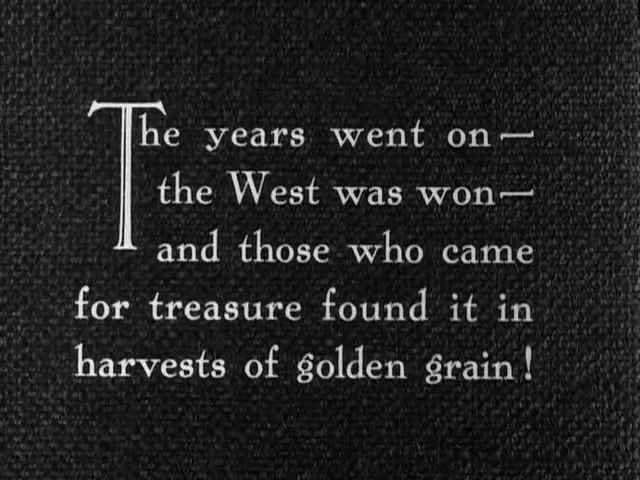 The years went on—
the West was won—
and those who came
for treasure found it in
harvests of golden grain!